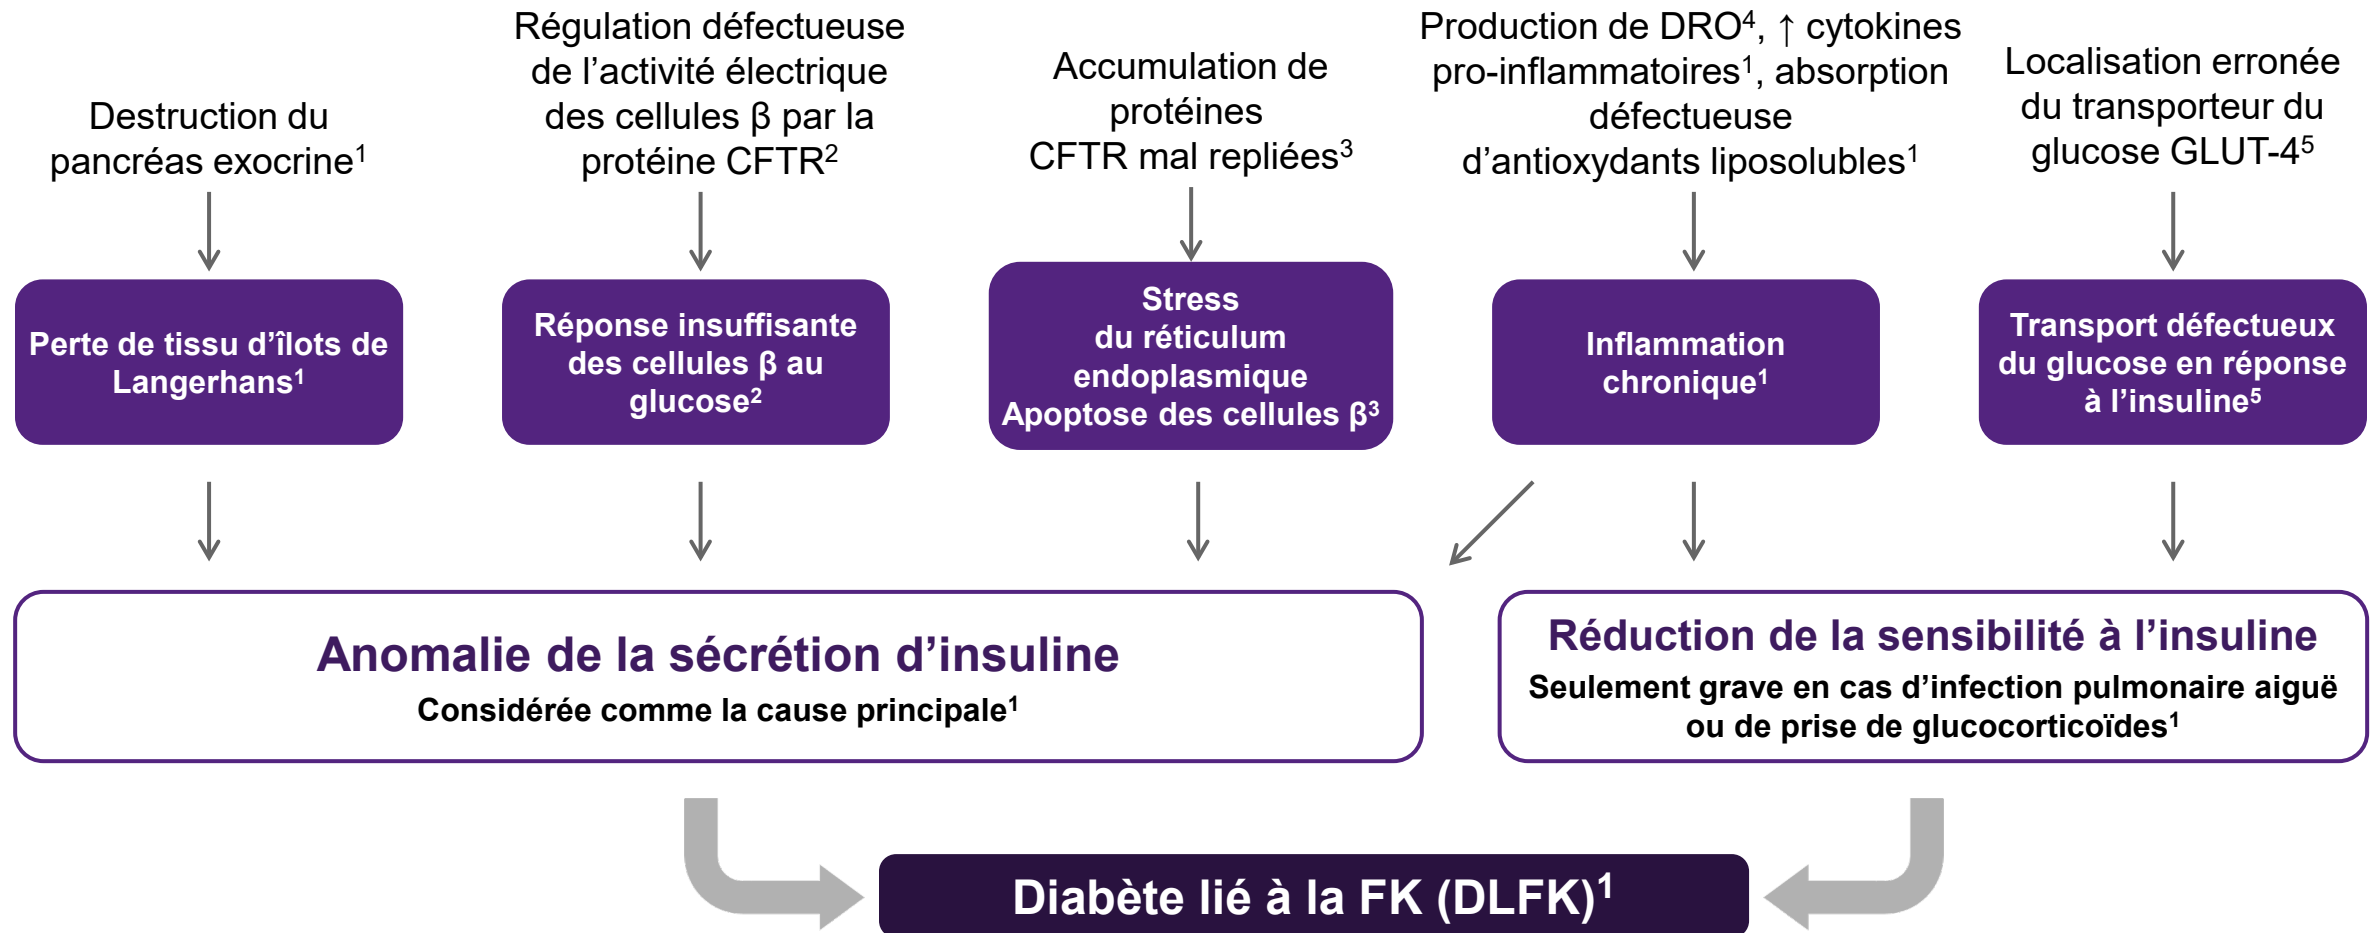 Destruction du
pancréas exocrine¹
Régulation défectueuse
de l’activité électrique
des cellules β par la
protéine CFTR²
Accumulation de
protéines
CFTR mal repliées³
Production de DRO⁴, ↑ cytokines
pro-inflammatoires¹, absorption
défectueuse
d’antioxydants liposolubles¹
Localisation erronée
du transporteur du
glucose GLUT-4⁵
Perte de tissu d’îlots de
Langerhans¹
Réponse insuffisante
des cellules β au
glucose²
Stress
du réticulum
endoplasmique
Apoptose des cellules β³
Inflammation
chronique¹
Transport défectueux
du glucose en réponse
à l’insuline⁵
Anomalie de la sécrétion d’insuline
Considérée comme la cause principale¹
Réduction de la sensibilité à l’insuline
Seulement grave en cas d’infection pulmonaire aiguë
ou de prise de glucocorticoïdes¹
Diabète lié à la FK (DLFK)¹